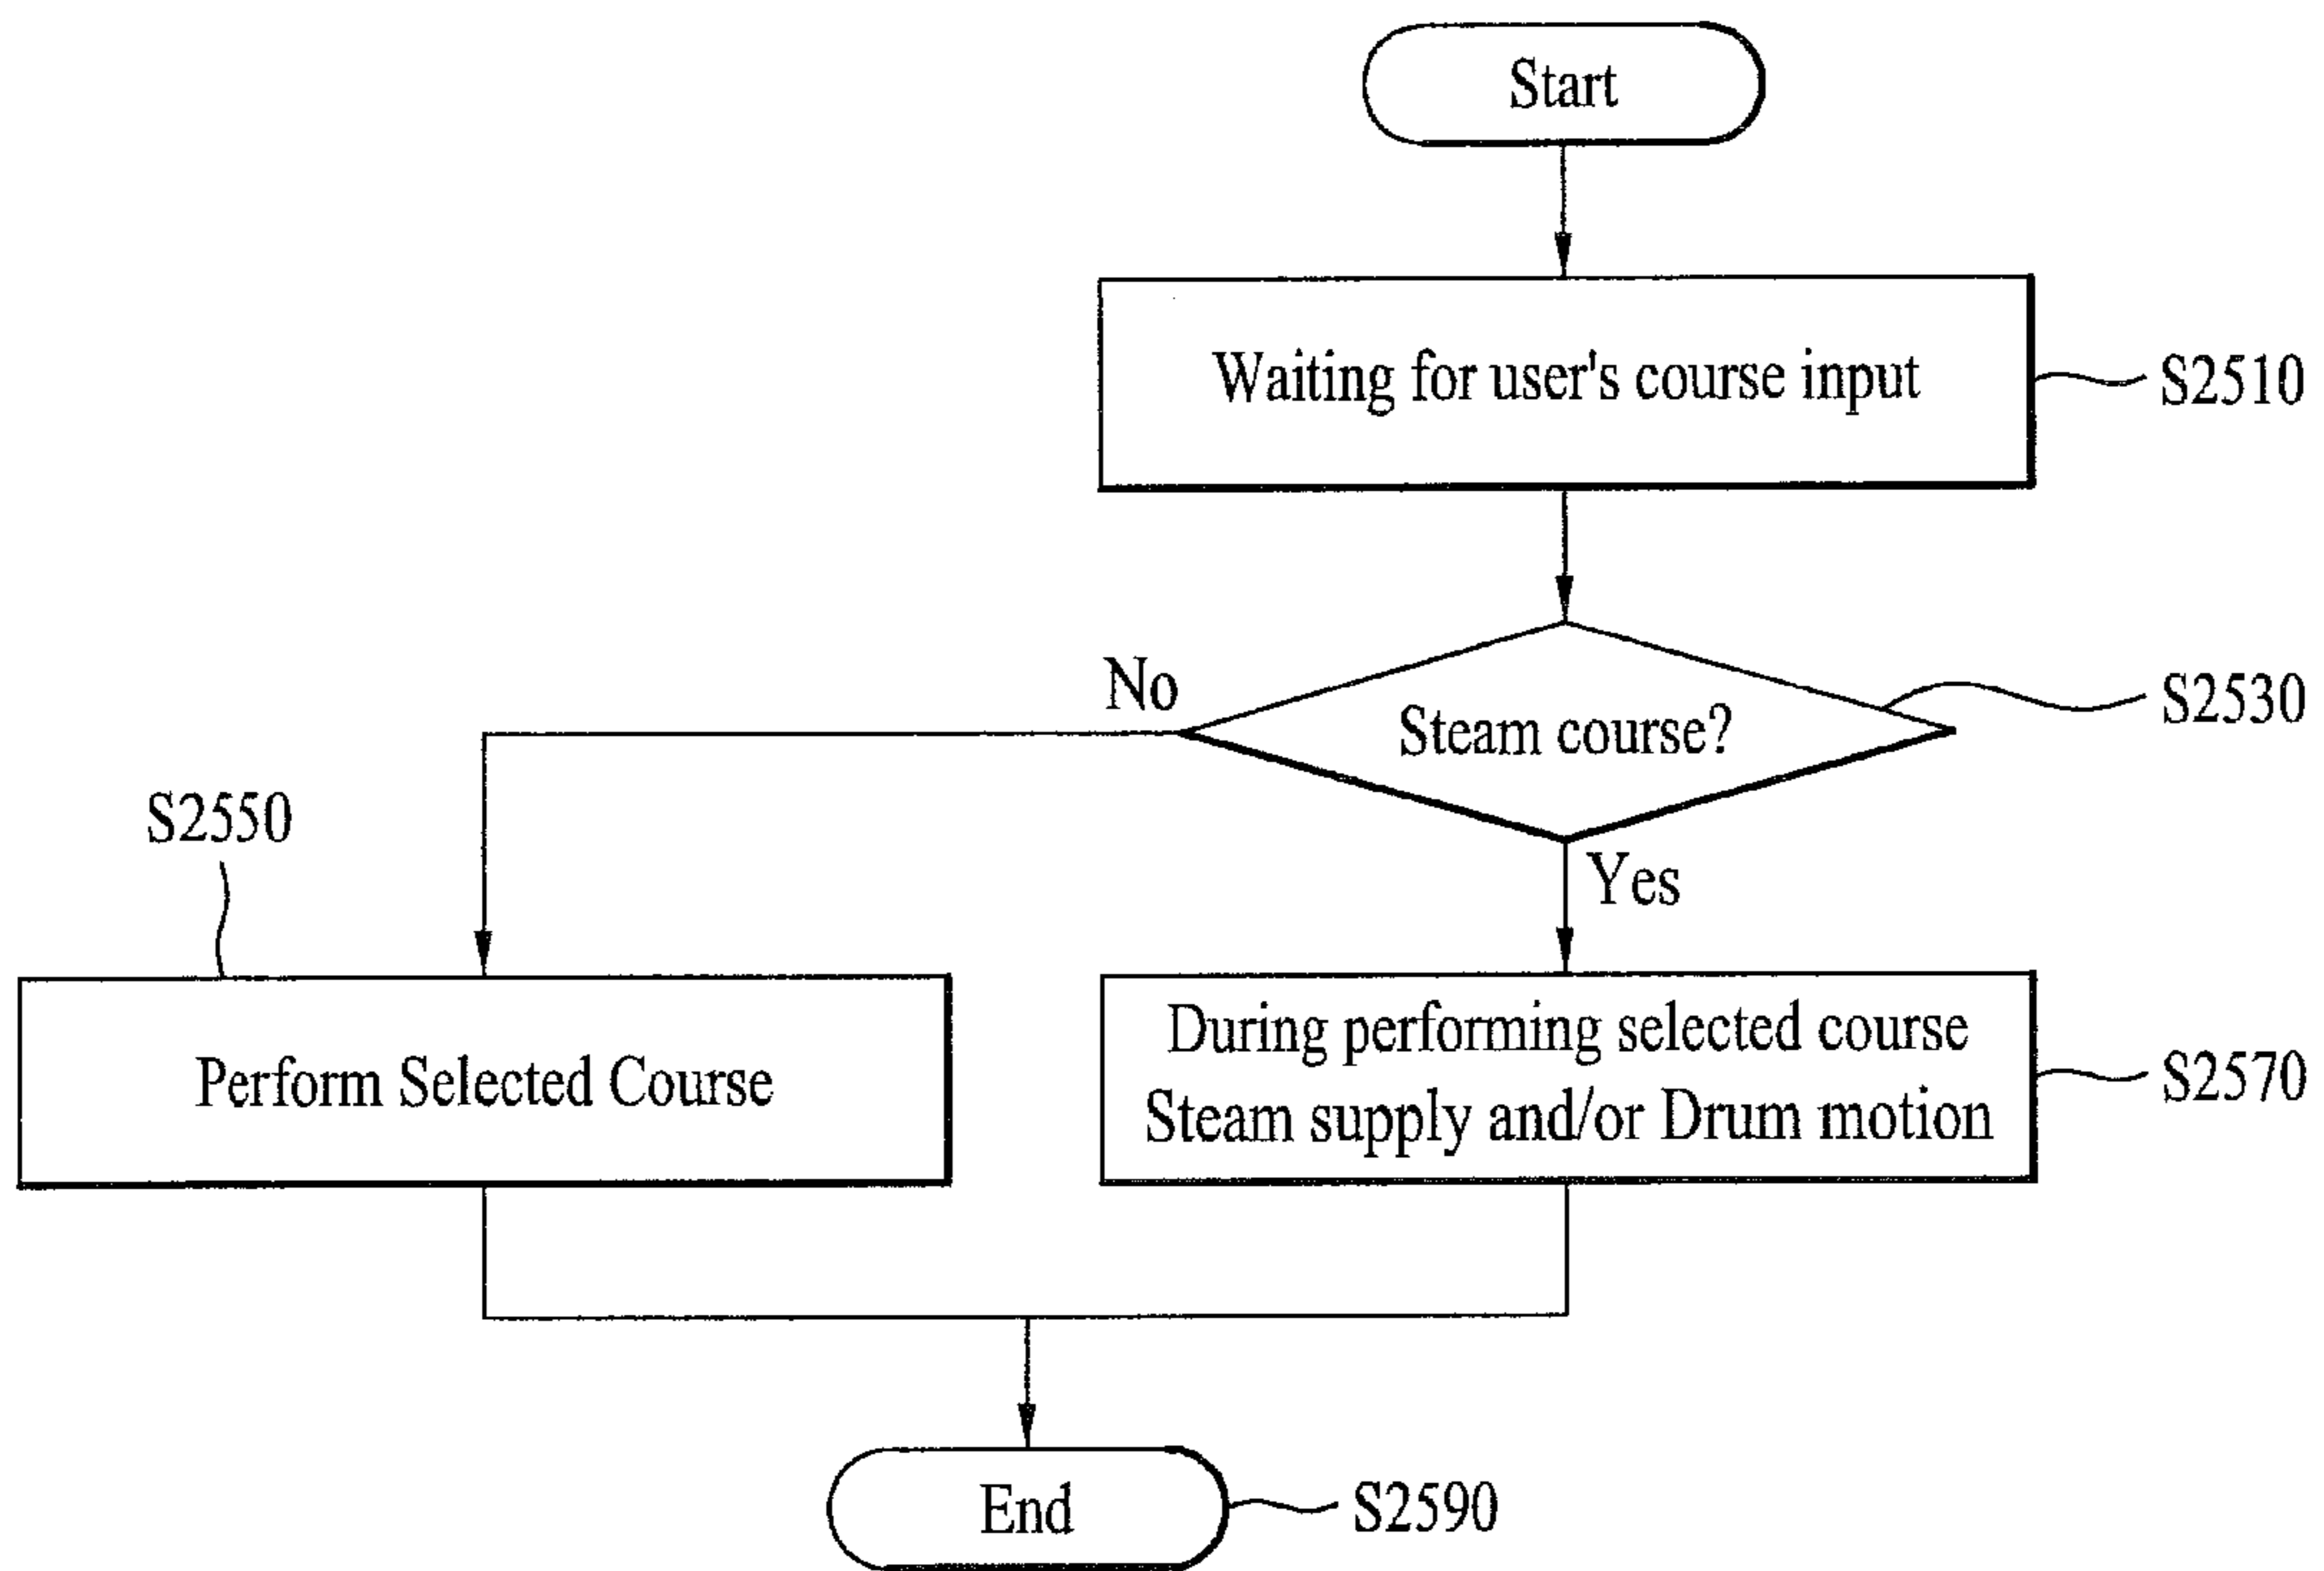 Start
Waiting for user's course input
S2510
No
Steam course?
S2530
Yes
S2550
Perform Selected Course
During performing selected course
Steam supply and/or Drum motion
S2570
End
S2590